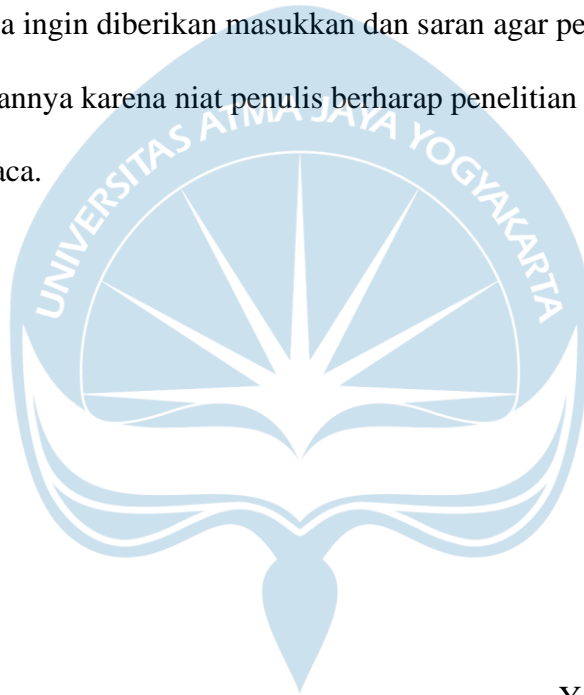 a ingin diberikan masukkan dan saran agar pe
annya karena niat penulis berharap penelitian
aca.
UNIVERSITAS ATMA JAYA YOGYAKARTA
Y